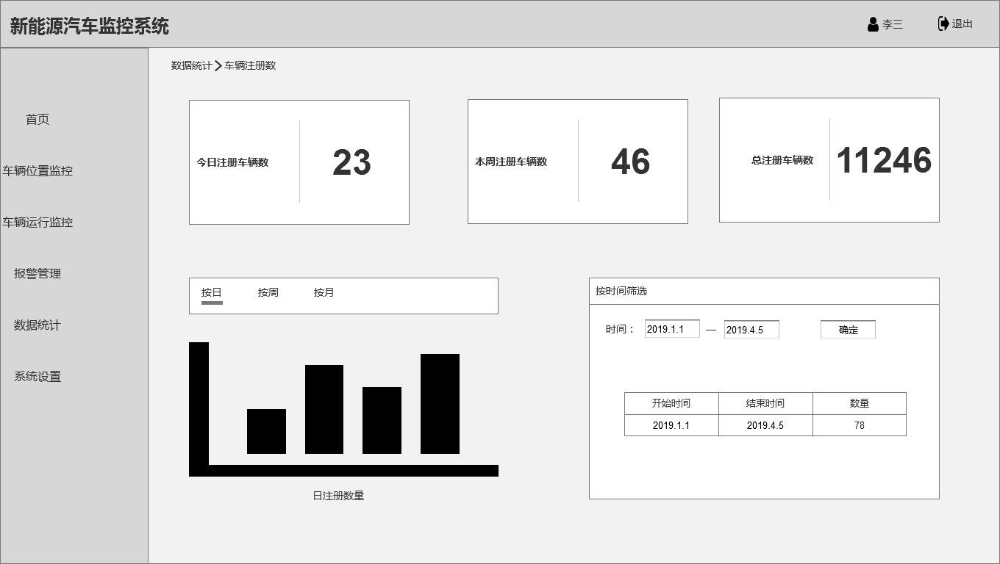 新能源汽车监控系统
李三
退出
数据统计
车辆注册数
首页
车辆位置监控
车辆运行监控
报警管理
数据统计
系统设置
今日注册车辆数
23
本周注册车辆数
46
总注册车辆数
11246
按日
按周
按月
日注册数量
按时间筛选
时间：
2019.1.1
—
2019.4.5
确定
开始时间
结束时间
数量
2019.1.1
2019.4.5
78